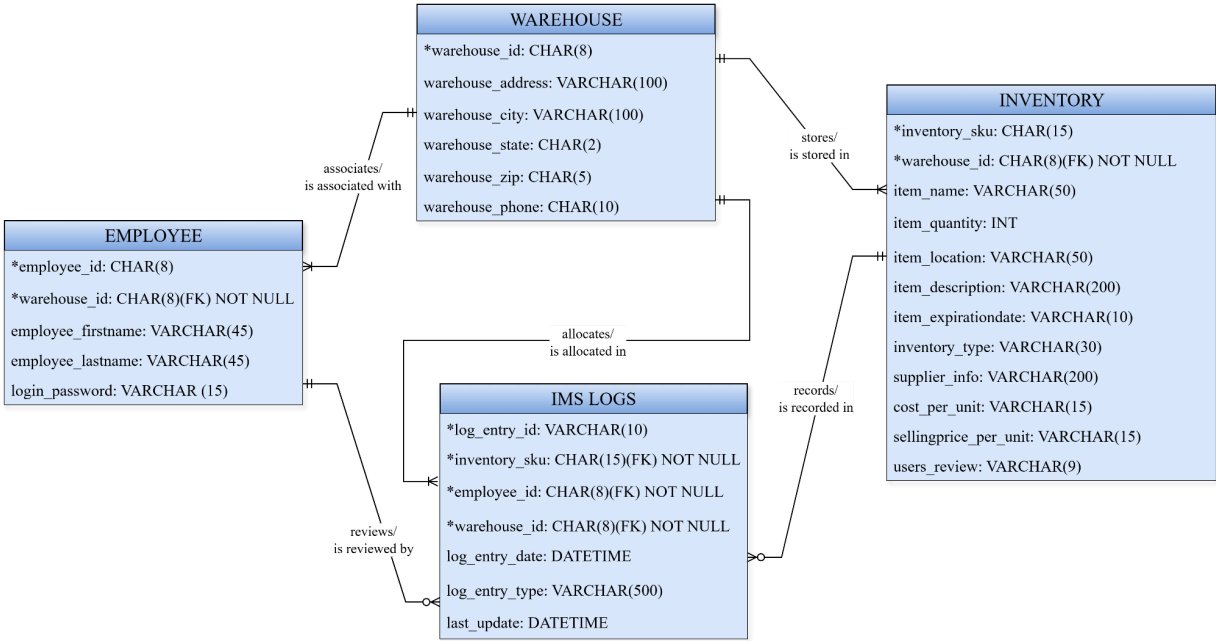 WAREHOUSE
*warehouse_id: CHAR(8)
warehouse_address: VARCHAR(100)
warehouse_city: VARCHAR(100)
warehouse_state: CHAR(2)
warehouse_zip: CHAR(5)
warehouse_phone: CHAR(10)
associates/
is associated with
stores/
is stored in
INVENTORY
*inventory_sku: CHAR(15)
*warehouse_id: CHAR(8)(FK) NOT NULL
item_name: VARCHAR(50)
item_quantity: INT
item_location: VARCHAR(50)
item_description: VARCHAR(200)
item_expirationdate: VARCHAR(10)
inventory_type: VARCHAR(30)
supplier_info: VARCHAR(200)
cost_per_unit: VARCHAR(15)
sellingprice_per_unit: VARCHAR(15)
users_review: VARCHAR(9)
EMPLOYEE
*employee_id: CHAR(8)
*warehouse_id: CHAR(8)(FK) NOT NULL
employee_firstname: VARCHAR(45)
employee_lastname: VARCHAR(45)
login_password: VARCHAR (15)
allocates/
is allocated in
records/
is recorded in
reviews/
is reviewed by
IMS LOGS
*log_entry_id: VARCHAR(10)
*inventory_sku: CHAR(15)(FK) NOT NULL
*employee_id: CHAR(8)(FK) NOT NULL
*warehouse_id: CHAR(8)(FK) NOT NULL
log_entry_date: DATETIME
log_entry_type: VARCHAR(500)
last_update: DATETIME